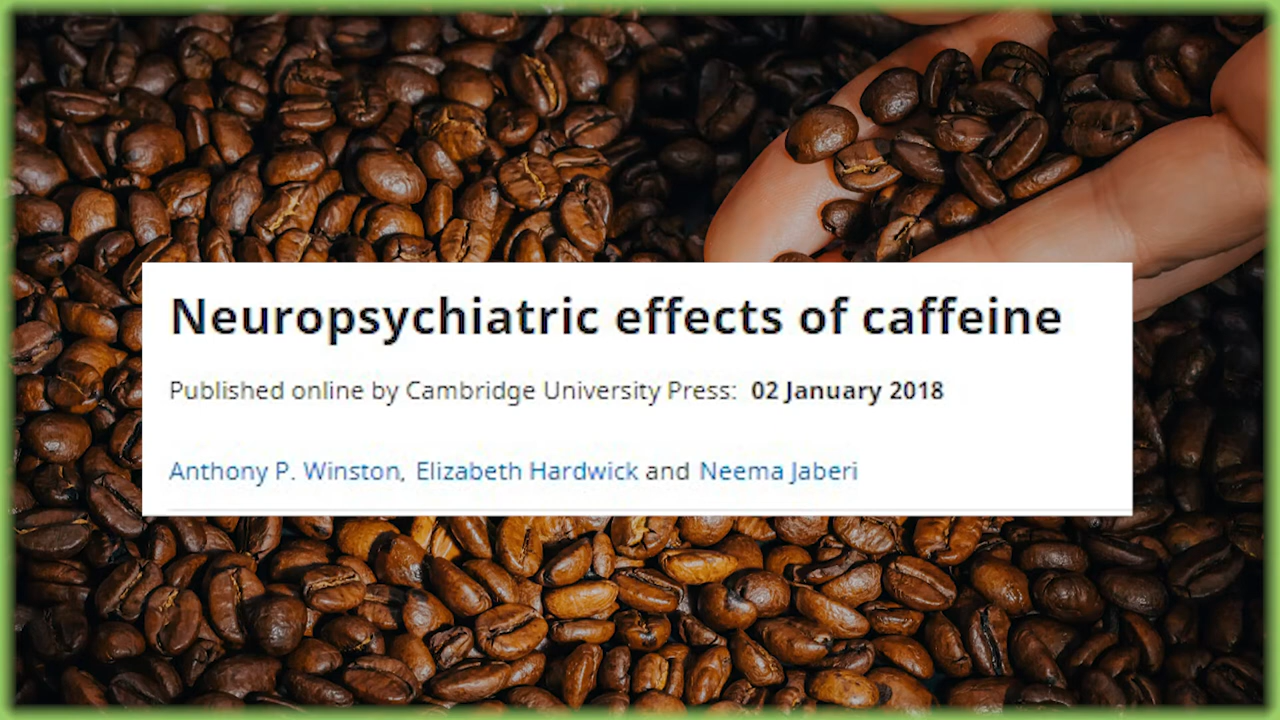 Neuropsychiatric effects of caffeine
Published online by Cambridge University Press: 02 January 2018
Anthony P. Winston, Elizabeth Hardwick and Neema Jaberi